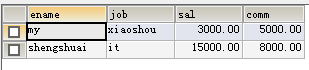 ename job sal comm
my xiaoshou 3000.00 5000.00
shengshuai it 15000.00 8000.00